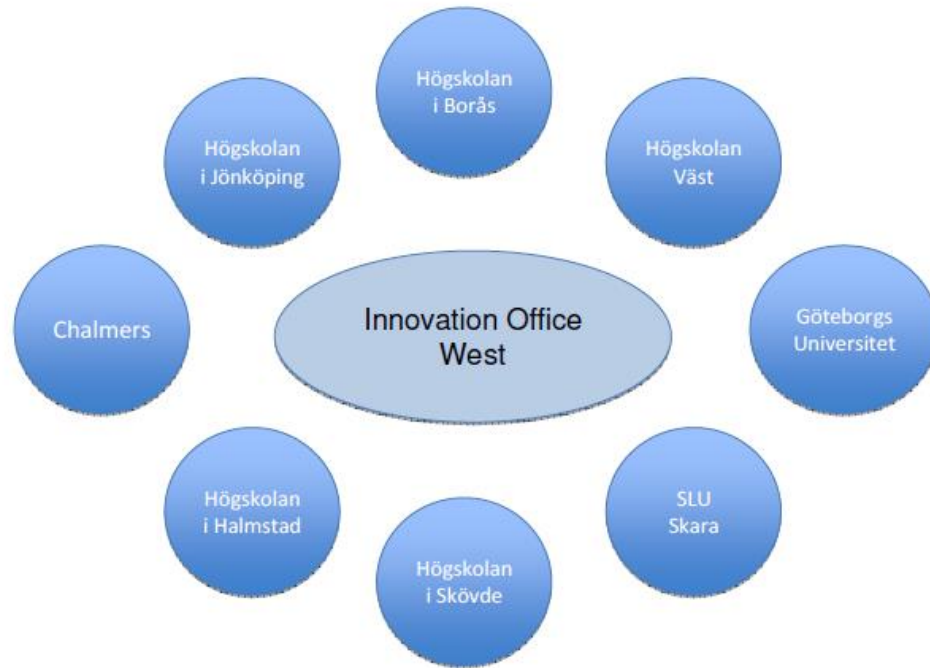 Högskolan
i Borås
Högskolan
i Jönköping
Högskolan
Väst
Chalmers
Innovation Office
West
Göteborgs
Universitet
Högskolan
i Halmstad
SLU
Skara
Högskolan
i Skövde